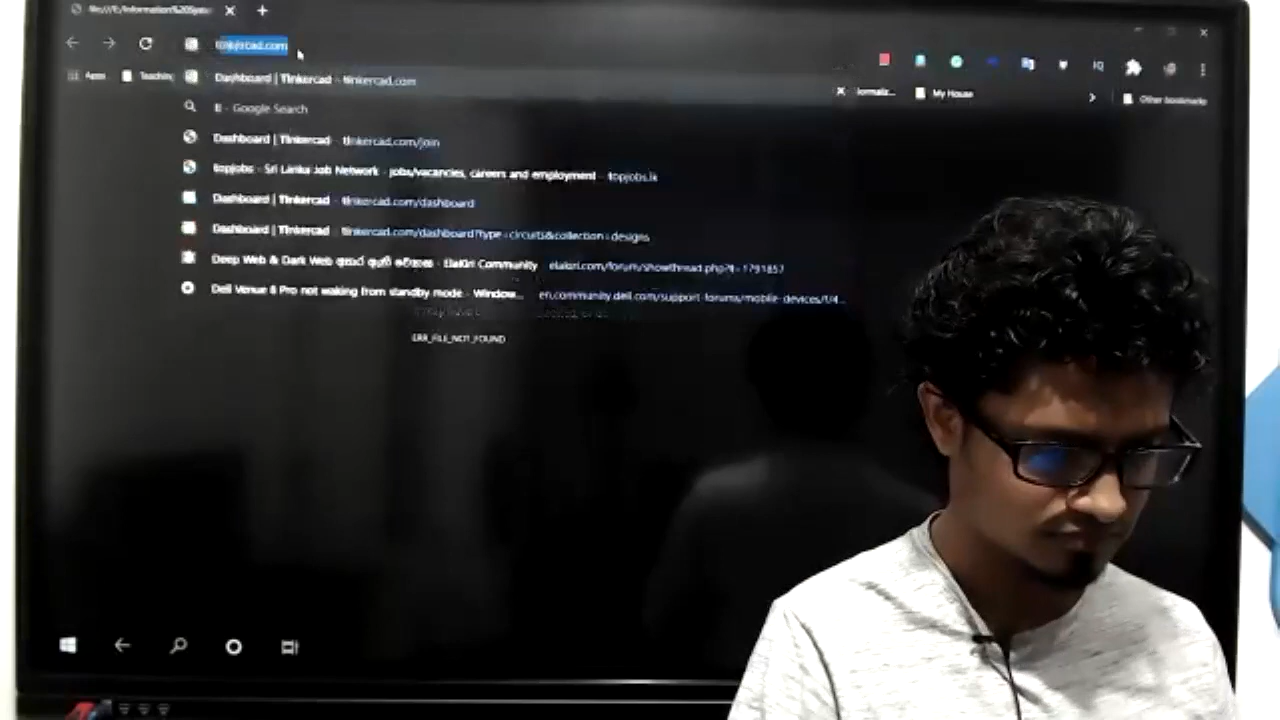 tinkercad.com
Apps
My House
Other bookmarks
Dashboard | Tinkercad - tinkercad.com
- Google Search
Dashboard | Tinkercad - tinkercad.com/join
topjobs - Sri Lanka Job Network - jobs/vacancies, careers and employment - topjobs.lk
Dashboard | Tinkercad - tinkercad.com/dashboard
Dashboard | Tinkercad - tinkercad.com/dashboard?type=circuits&collection=designs
Deep Web & Dark Web - ElaKiri Community elakiri.com/forum/showthread.php?t=1791857
Dell Venue 8 Pro not waking from standby mode - Window... en.community.dell.com/support-forums/mobile-devices/f/4...
ERR_FILE_NOT_FOUND